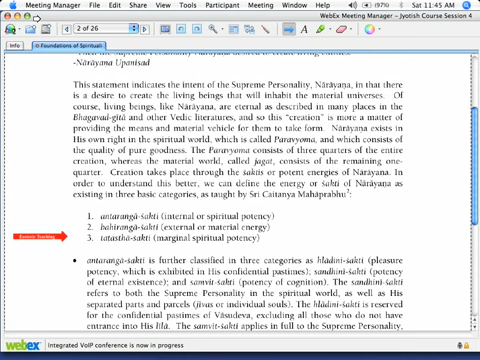 Meeting Manager File Edit Share View Tools Participant Meeting Window Help (97%) Sat 11:45 AM
WebEx Meeting Manager - Jyotish Course Session 4
2 of 26
Info Foundations of Spirituali
-Nārāyana Upanisad
This statement indicates the intent of the Supreme Personality, Nārāyaṇa, in that there
is a desire to create the living beings that will inhabit the material universes. Of
course, living beings, like Nārāyana, are eternal as described in many places in the
Bhagavad-gītā and other Vedic literatures, and so this "creation" is more a matter of
providing the means and material vehicle for them to take form. Nārāyaṇa exists in
His own right in the spiritual world, which is called Paravyoma, and which consists of
the quality of pure goodness. The Paravyoma consists of three quarters of the entire
creation, whereas the material world, called jagat, consists of the remaining one-
quarter. Creation takes place through the śaktis or potent energies of Nārāyana. In
order to understand this better, we can define the energy or śakti of Nārāyaṇa as
existing in three basic categories, as taught by Sri Caitanya Mahāprabhu²:
1. antarangā-śakti (internal or spiritual potency)
2. bahirangā-śakti (external or material energy)
3. tatasthā-śakti (marginal spiritual potency)
• antarangā-śakti is further classified in three categories as hlādini-śakti (pleasure
potency, which is exhibited in His confidential pastimes); sandhinī-śakti (potency
of eternal existence); and samvit-śakti (potency of cognition). The sandhinī-śakti
refers to both the Supreme Personality in the spiritual world, as well as His
separated parts and parcels (jīvas or individual souls). The hlādinī-śakti is reserved
for the confidential pastimes of Vāsudeva, excluding all those who do not have
entrance into His līlā. The samvit-śakti applies in full to the Supreme Personality,
webex Integrated VoIP conference is now in progress